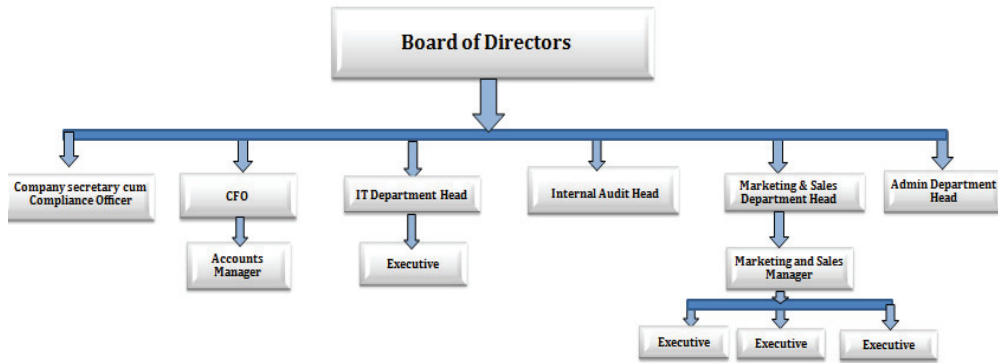 Board of Directors
Company secretary cum
Compliance Officer
CFO
IT Department Head
Internal Audit Head
Marketing & Sales
Department Head
Admin Department
Head
Accounts
Manager
Executive
Marketing and Sales
Manager
Executive
Executive
Executive